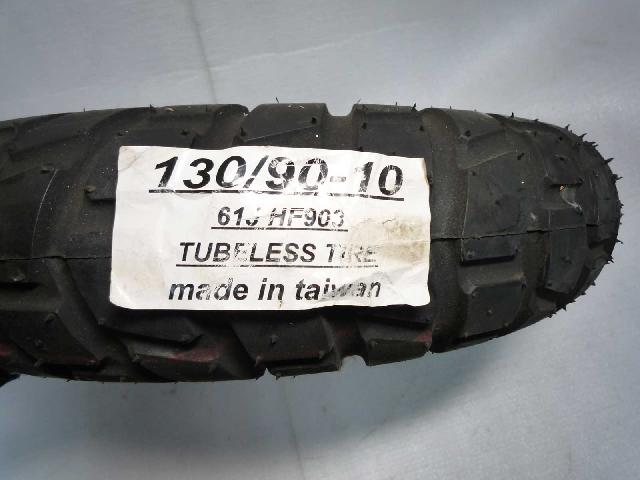 130/90-10
61J HF903
TUBELESS TIRE
made in taiwan